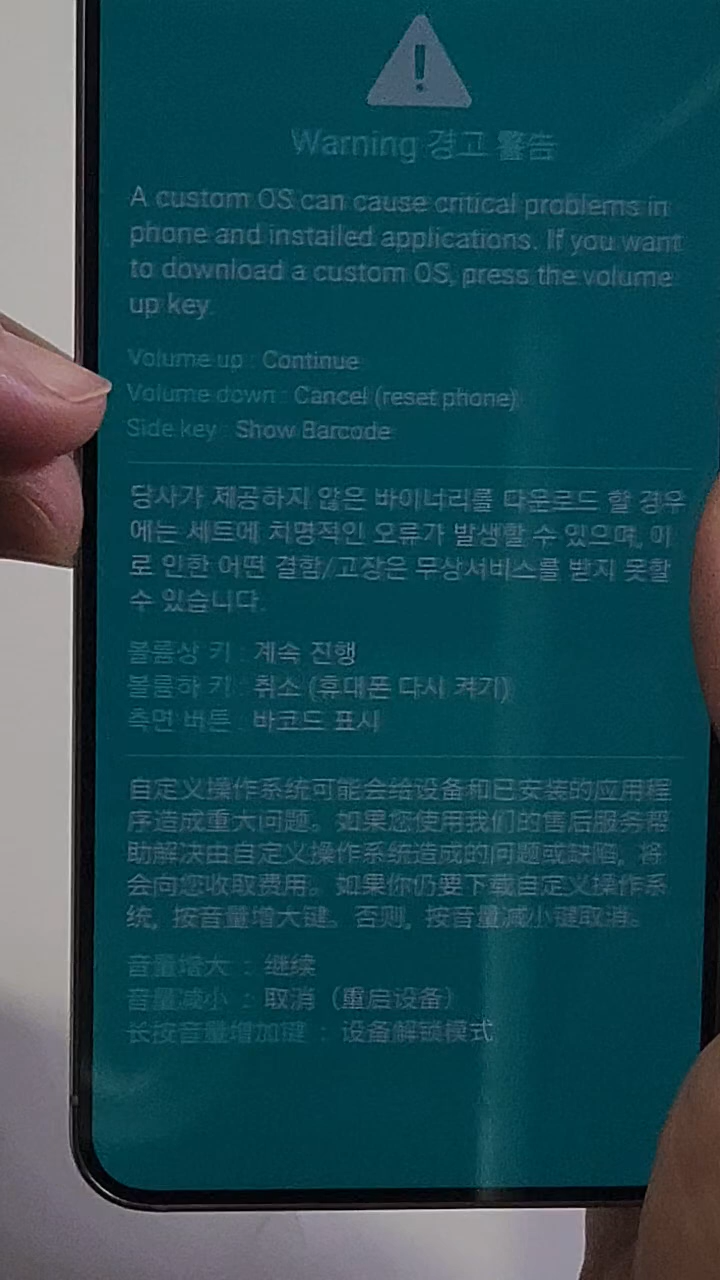 Warning 경고 警告
A custom OS can cause critical problems in
phone and installed applications. If you want
to download a custom OS, press the volume
up key.
Volume up : Continue
Volume down : Cancel (reset phone)
Side key : Show Barcode
당사가 제공하지 않은 바이너리를 다운로드 할 경우
에는 세트에 치명적인 오류가 발생할 수 있으며, 이
로 인한 어떤 결함/고장은 무상서비스를 받지 못할
수 있습니다.
볼륨상 키 : 계속 진행
볼륨하 키 : 취소 (휴대폰 다시 켜기)
측면 버튼 : 바코드 표시
自定义操作系统可能会给设备和已安装的应用程
序造成重大问题。如果您使用我们的售后服务帮
助解决由自定义操作系统造成的问题或缺陷，将
会向您收取费用。如果你仍要下载自定义操作系
统，按音量增大键。否则，按音量减小键取消。
音量增大 : 继续
音量减小 : 取消（重启设备）
长按音量增加键 : 设备解锁模式